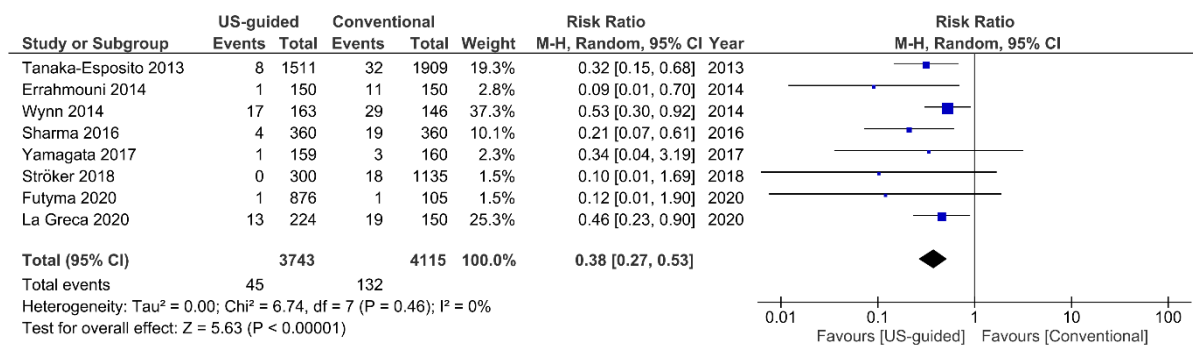 US-guided Conventional Risk Ratio Risk Ratio
Study or Subgroup Events Total Events Total Weight M-H, Random, 95% CI Year M-H, Random, 95% CI
Tanaka-Esposito 2013 8 1511 32 1909 19.3% 0.32 [0.15, 0.68] 2013
Errahmouni 2014 1 150 11 150 2.8% 0.09 [0.01, 0.70] 2014
Wynn 2014 17 163 29 146 37.3% 0.53 [0.30, 0.92] 2014
Sharma 2016 4 360 19 360 10.1% 0.21 [0.07, 0.61] 2016
Yamagata 2017 1 159 3 160 2.3% 0.34 [0.04, 3.19] 2017
Ströker 2018 0 300 18 1135 1.5% 0.10 [0.01, 1.69] 2018
Futyma 2020 1 876 1 105 1.5% 0.12 [0.01, 1.90] 2020
La Greca 2020 13 224 19 150 25.3% 0.46 [0.23, 0.90] 2020
Total (95% CI) 3743 4115 100.0% 0.38 [0.27, 0.53]
Total events 45 132
Heterogeneity: Tau² = 0.00; Chi² = 6.74, df = 7 (P = 0.46); I² = 0%
Test for overall effect: Z = 5.63 (P < 0.00001)
0.01 0.1 1 10 100
Favours [US-guided] Favours [Conventional]